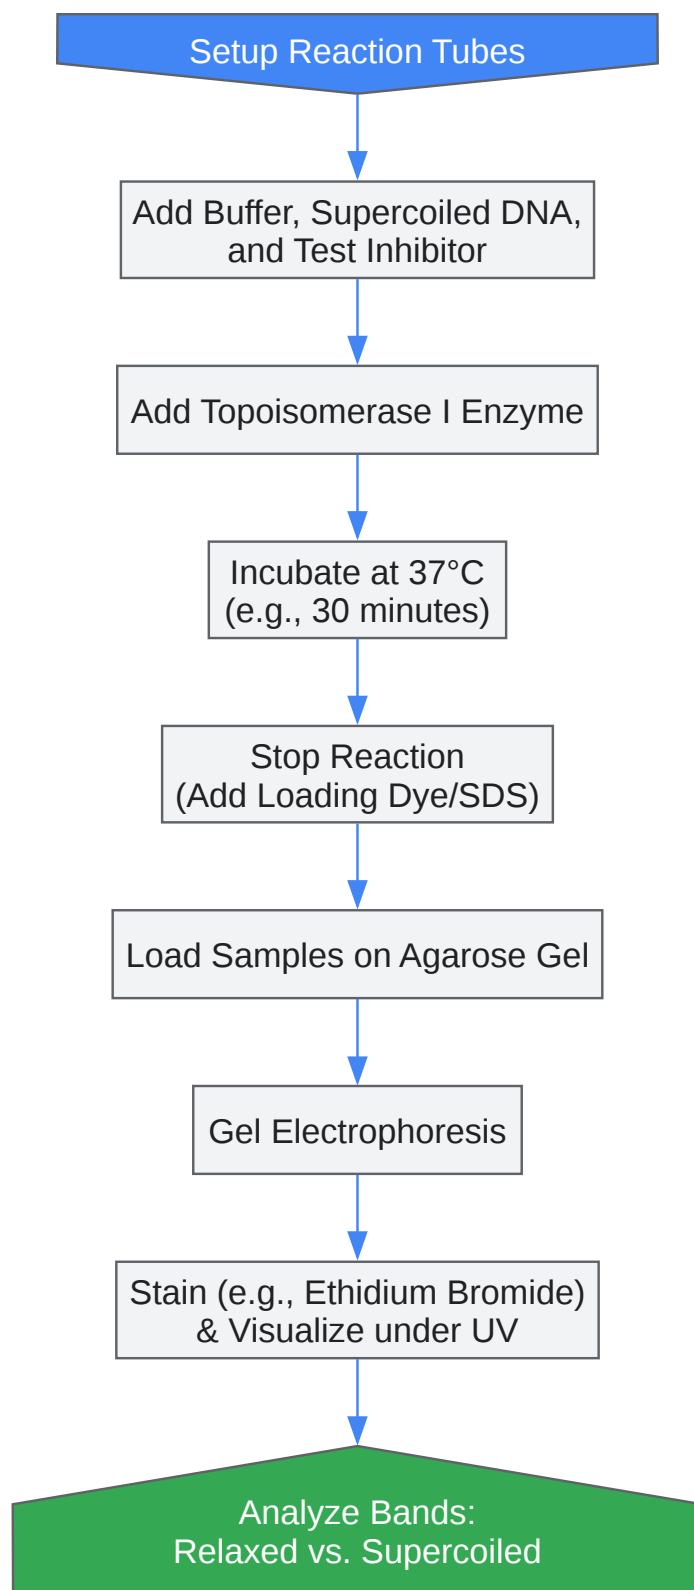 Setup Reaction Tubes
Add Buffer, Supercoiled DNA,
and Test Inhibitor
Add Topoisomerase I Enzyme
Incubate at 37°C
(e.g., 30 minutes)
Stop Reaction
(Add Loading Dye/SDS)
Load Samples on Agarose Gel
Gel Electrophoresis
Stain (e.g., Ethidium Bromide)
& Visualize under UV
Analyze Bands:
Relaxed vs. Supercoiled